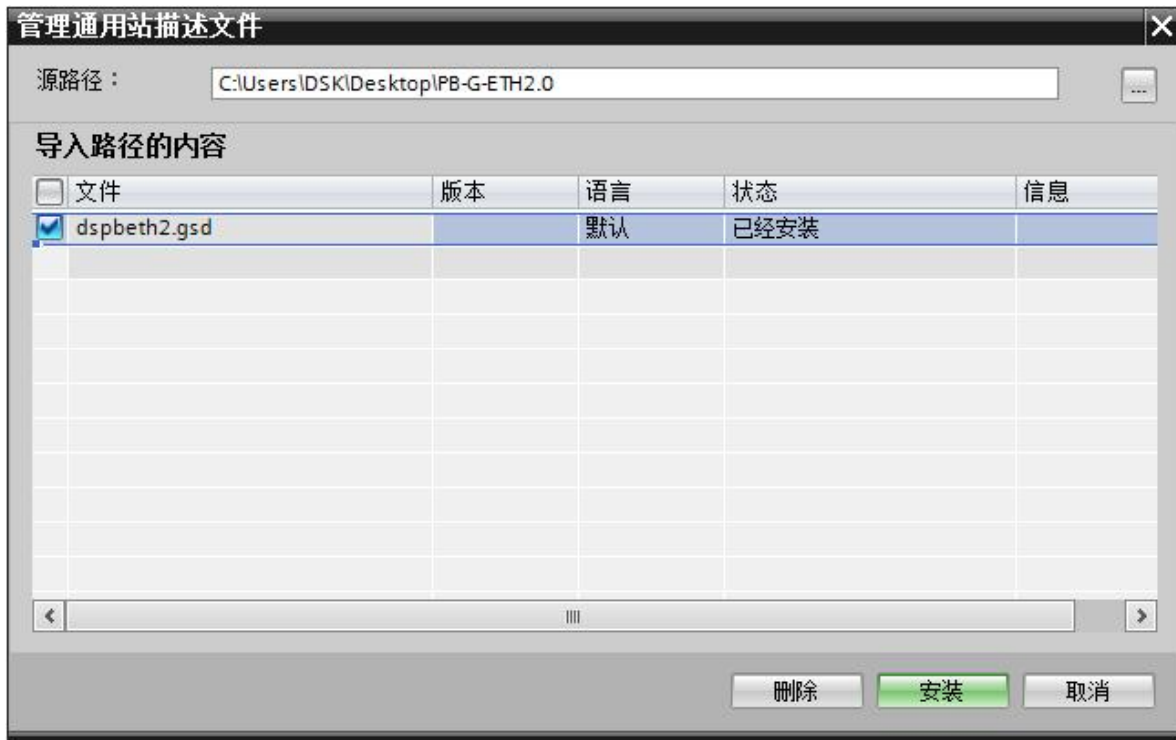 管理通用站描述文件
源路径： C:\Users\DSK\Desktop\PB-G-ETH2.0 ...
导入路径的内容
文件 版本 语言 状态 信息
dspbeth2.gsd 默认 已经安装
删除 安装 取消